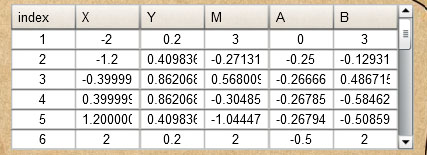 index X Y M A B
1 -2 0.2 3 0 3
2 -1.2 0.409836 -0.27131 -0.25 -0.12931
3 -0.39999 0.862068 0.568009 -0.26666 0.486715
4 0.399999 0.862068 -0.30485 -0.26785 -0.58462
5 1.200000 0.409836 -1.04447 -0.26794 -0.50859
6 2 0.2 2 -0.5 2